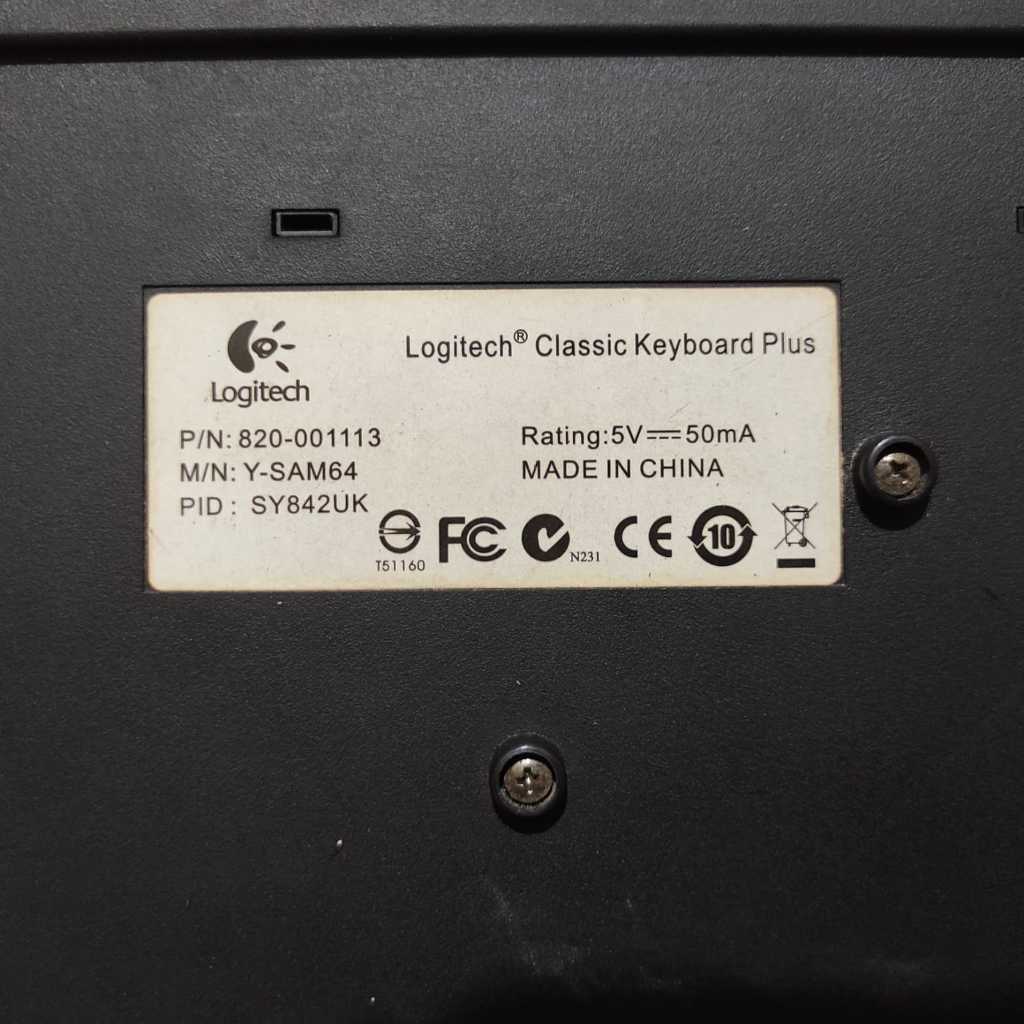 Logitech
Logitech® Classic Keyboard Plus
P/N: 820-001113
M/N: Y-SAM64
PID : SY842UK
Rating:5V⎓50mA
MADE IN CHINA
T51160
FC
N231
CE
10